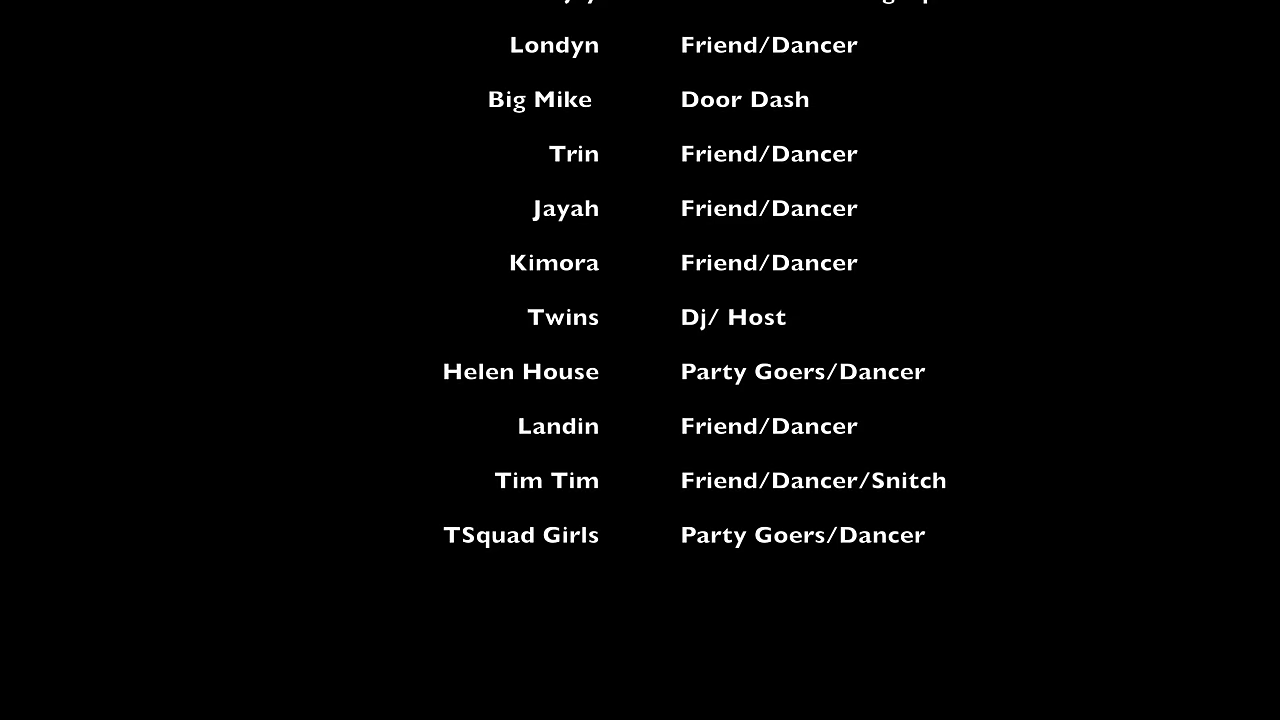 Londyn Friend/Dancer
Big Mike Door Dash
Trin Friend/Dancer
Jayah Friend/Dancer
Kimora Friend/Dancer
Twins Dj/ Host
Helen House Party Goers/Dancer
Landin Friend/Dancer
Tim Tim Friend/Dancer/Snitch
TSquad Girls Party Goers/Dancer